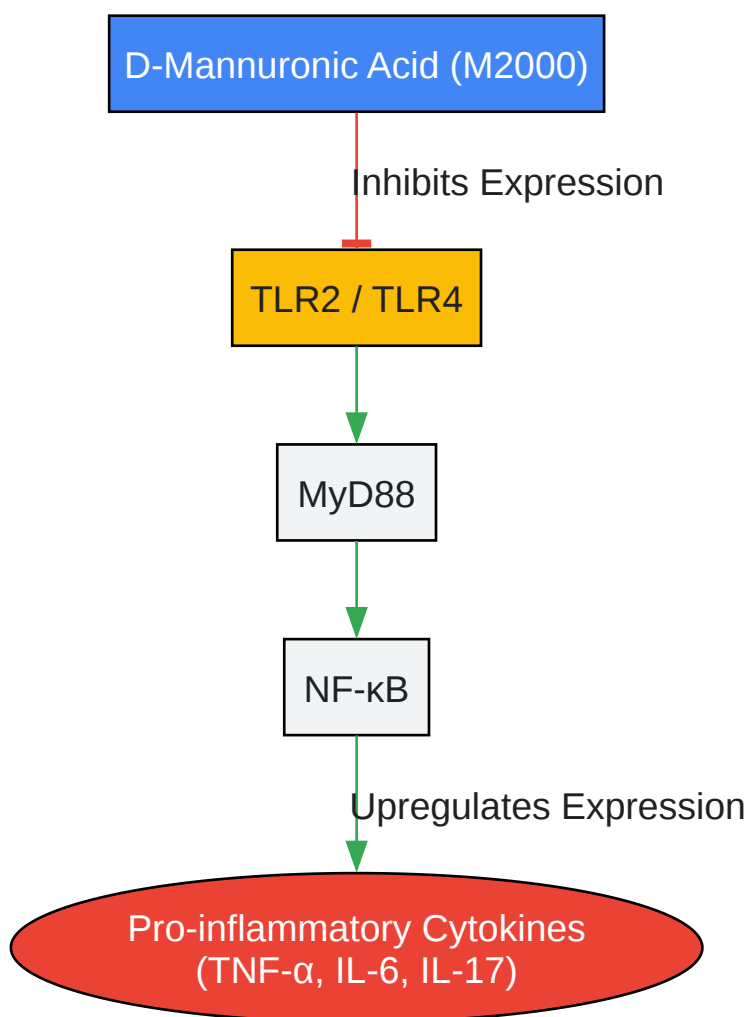 D-Mannuronic Acid (M2000)
Inhibits Expression
TLR2 / TLR4
MyD88
NF-κB
Upregulates Expression
Pro-inflammatory Cytokines
(TNF-α, IL-6, IL-17)